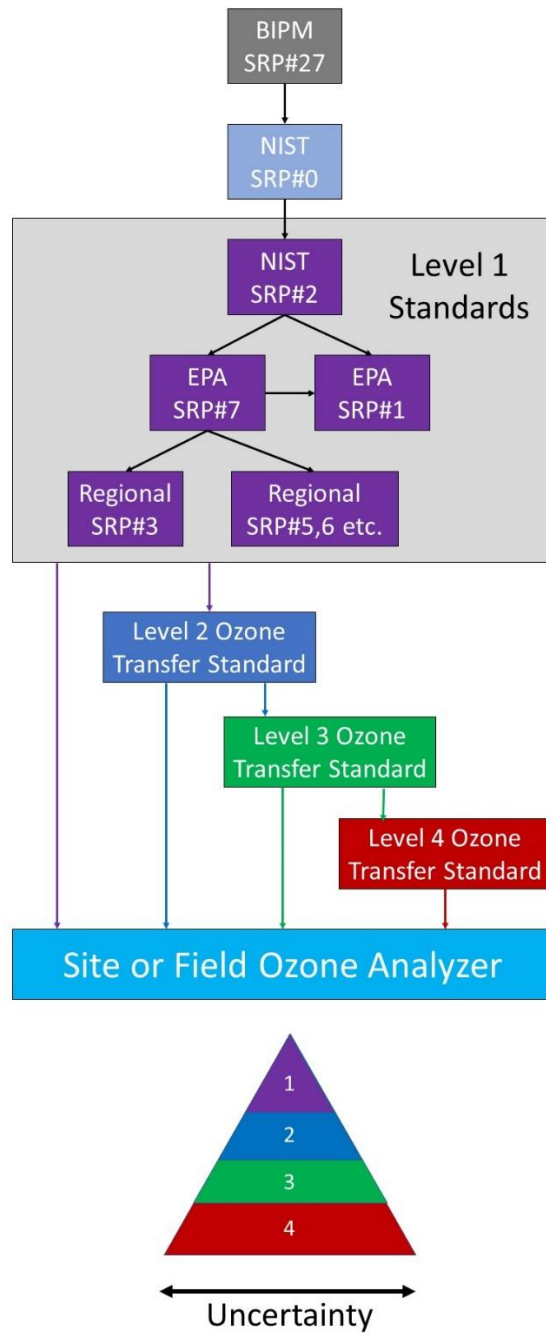 BIPM
SRP#27
NIST
SRP#0
Level 1
Standards
NIST
SRP#2
EPA
SRP#7
EPA
SRP#1
Regional
SRP#3
Regional
SRP#5,6 etc.
Level 2 Ozone
Transfer Standard
Level 3 Ozone
Transfer Standard
Level 4 Ozone
Transfer Standard
Site or Field Ozone Analyzer
1
2
3
4
Uncertainty